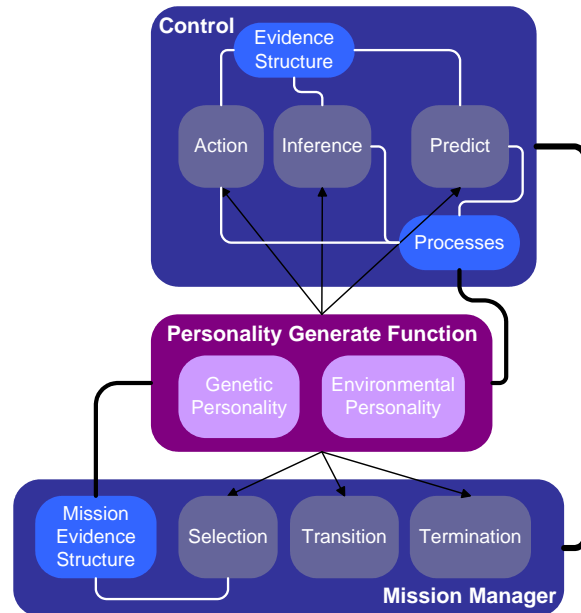 Control
Evidence
Structure
Action
Inference
Predict
Processes
Personality Generate Function
Genetic
Personality
Environmental
Personality
Mission
Evidence
Structure
Selection
Transition
Termination
Mission Manager